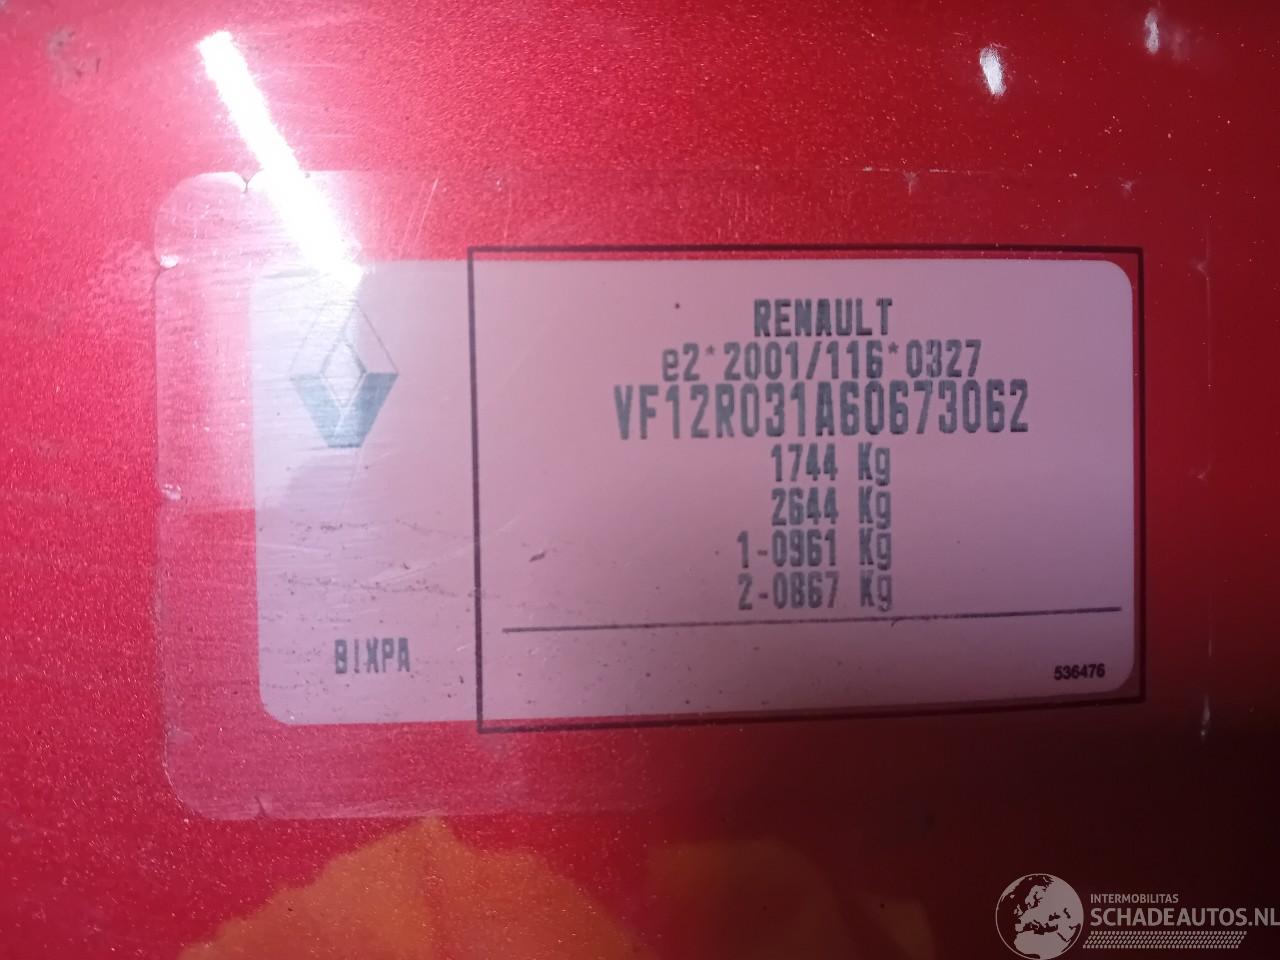 RENAULT
e2*2001/116*0327
VF12R031A60673062
1744 Kg
2644 Kg
1-0961 Kg
2-0867 Kg
BIXPA
536476
INTERMOBILITAS
SCHADEAUTOS.NL